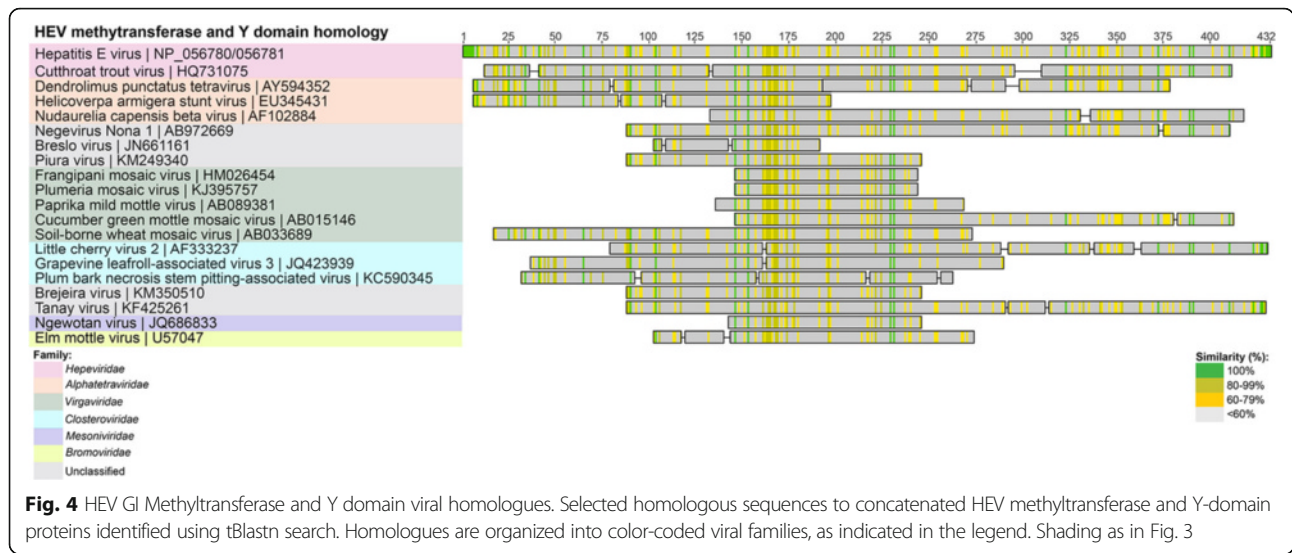 HEV methytransferase and Y domain homology
1 25 50 75 100 125 150 175 200 225 250 275 300 325 350 375 400 432
Hepatitis E virus | NP_056780/056781
Cutthroat trout virus | HQ731075
Dendrolimus punctatus tetravirus | AY594352
Helicoverpa armigera stunt virus | EU345431
Nudaurelia capensis beta virus | AF102884
Negevirus Nona 1 | AB972669
Breslo | JN661161
Piura virus | KM249340
Frangipani mosaic virus | HM026454
Plumeria mosaic virus | KJ395757
Paprika mild mottle virus | AB089381
Cucumber green mottle mosaic virus | AB015146
Soil-borne wheat mosaic virus | AB033689
Little cherry virus 2 | AF333237
Grapevine leafroll-associated virus 3 | JQ423939
Plum bark necrosis stem pitting-associated virus | KC590345
Brejeira virus | KM350510
Tanay virus | KF425261
Ngewotan virus | JQ686833
Elm mottle virus | U57047
Family:
Hepeviridae
Alphatetraviridae
Virgaviridae
Closteroviridae
Mesoniviridae
Bromoviridae
Unclassified
Similarity (%):
100%
80-99%
60-79%
<60%
Fig. 4 HEV GI Methyltransferase and Y domain viral homologues. Selected homologous sequences to concatenated HEV methyltransferase and Y-domain
proteins identified using tBlastn search. Homologues are organized into color-coded viral families, as indicated in the legend. Shading as in Fig. 3